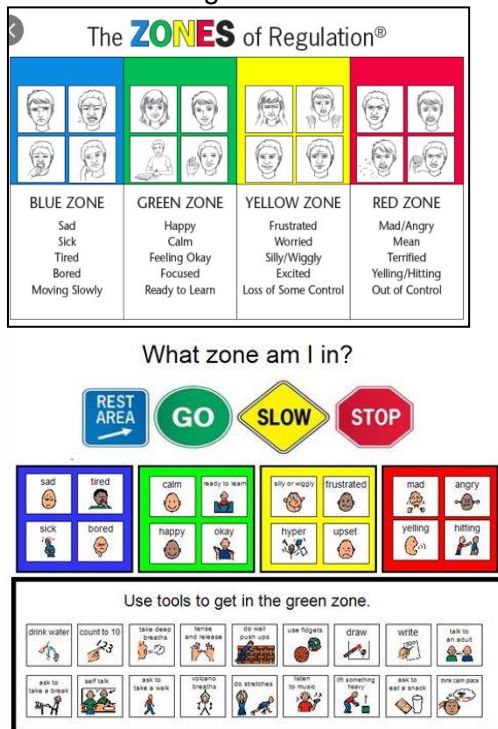 The ZONES of Regulation®
BLUE ZONE
Sad
Sick
Tired
Bored
Moving Slowly
GREEN ZONE
Happy
Calm
Feeling Okay
Focused
Ready to Learn
YELLOW ZONE
Frustrated
Worried
Silly/Wiggly
Excited
Loss of Some Control
RED ZONE
Mad/Angry
Mean
Terrified
Yelling/Hitting
Out of Control
What zone am I in?
REST
AREA
GO
SLOW
STOP
sad
tired
sick
bored
calm
ready to learn
happy
okay
silly or wiggly
frustrated
hyper
upset
mad
angry
yelling
hitting
Use tools to get in the green zone.
drink water
count to 10
123
take deep
breaths
tense
and release
do wall
push ups
use fidgets
draw
write
talk to
an adult
ask to
take a break
self talk
ask to
take a walk
volcano
breaths
do stretches
listen
to music
lift something
heavy
ask to
eat a snack
think calm place